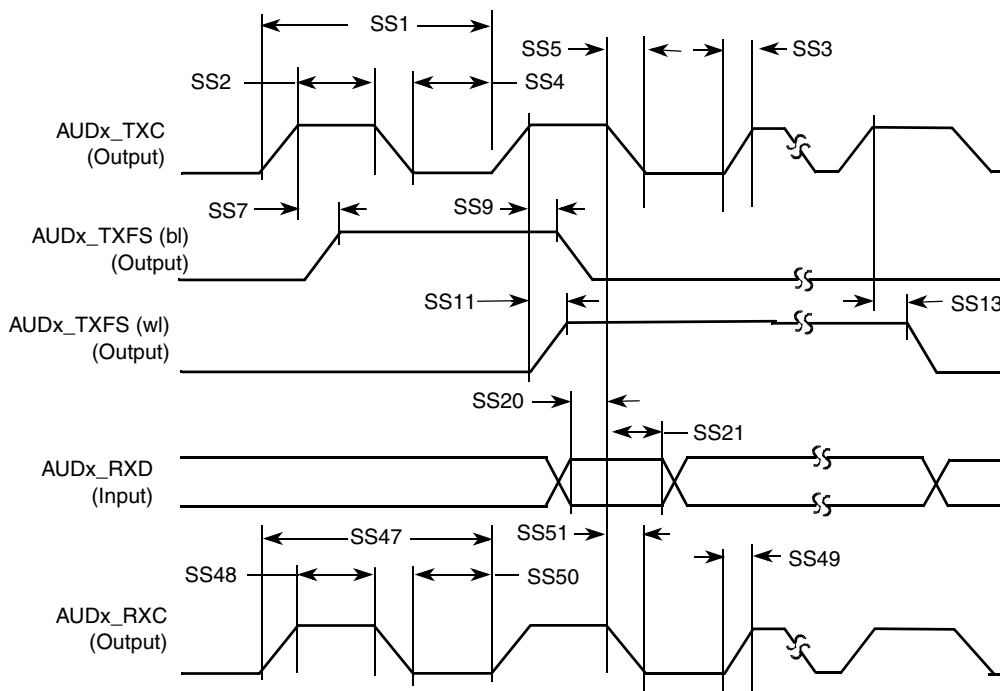 SS1
SS5
SS3
SS2
SS4
AUDx_TXC
(Output)
SS7
SS9
AUDx_TXFS (bl)
(Output)
SS11
SS13
AUDx_TXFS (wl)
(Output)
SS20
SS21
AUDx_RXD
(Input)
SS47
SS51
SS49
SS48
SS50
AUDx_RXC
(Output)